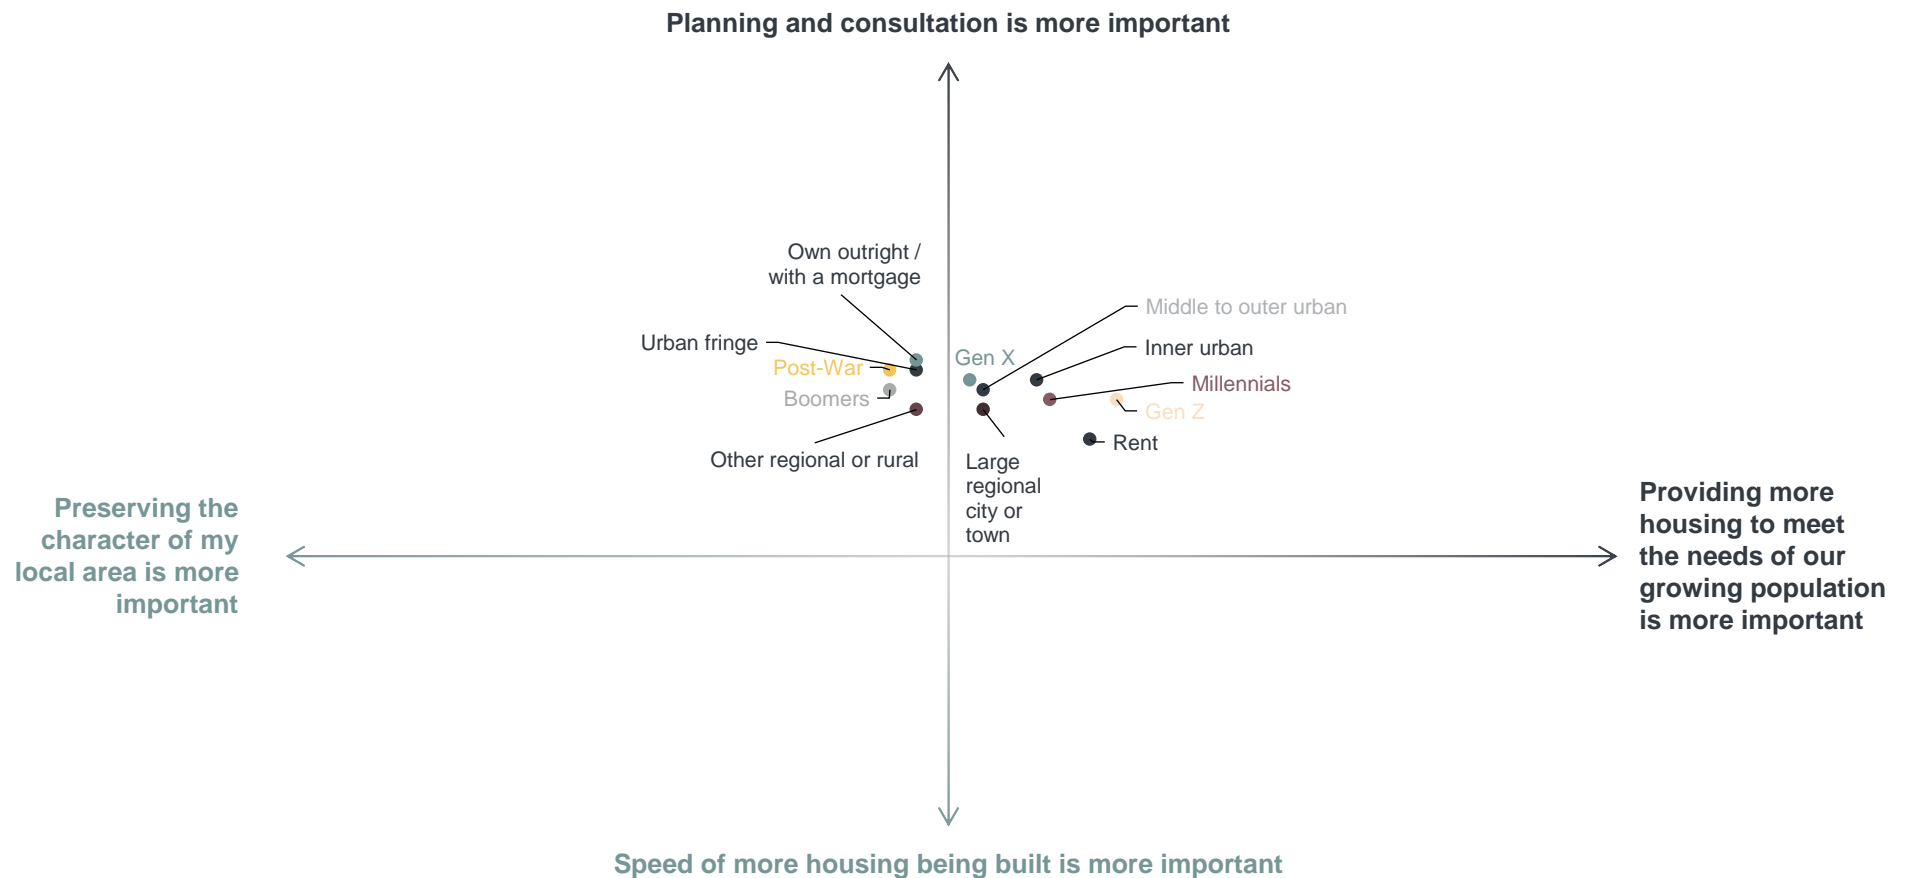 Planning and consultation is more important
Own outright /
with a mortgage
Middle to outer urban
Urban fringe
Inner urban
Gen X
Post-War
Millennials
Boomers
Gen Z
Rent
Other regional or rural
Large
regional
city or
town
Preserving the
character of my
local area is more
important
Providing more
housing to meet
the needs of our
growing population
is more important
Speed of more housing being built is more important